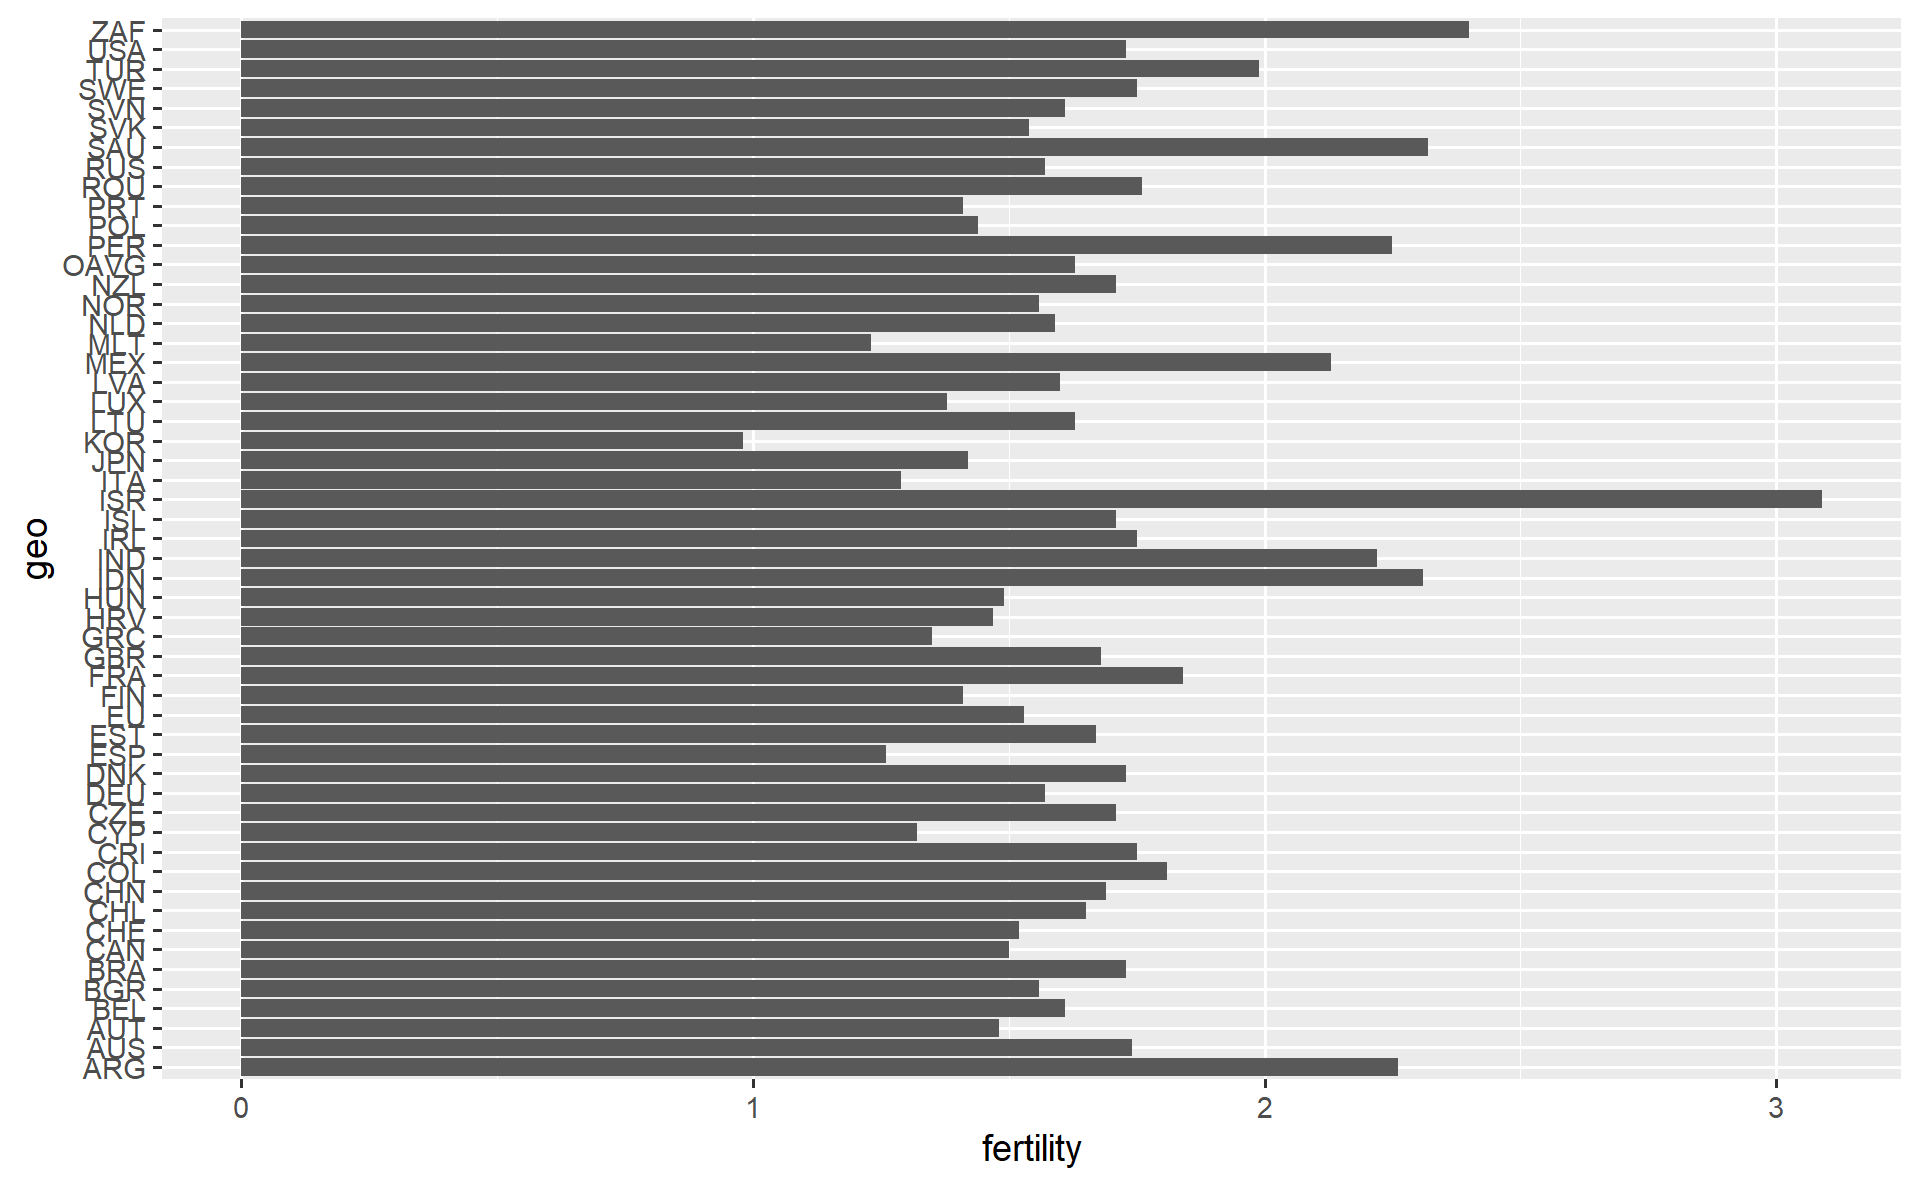 geo
ZAF
USA
TUR
SWE
SVN
SVK
SAU
RUS
ROU
PRT
POL
PER
OAVG
NZL
NOR
NLD
MLT
MEX
LVA
LUX
LTU
KOR
JPN
ITA
ISR
ISL
IRL
IND
IDN
HUN
HRV
GRC
GBR
FRA
FIN
EU
EST
ESP
DNK
DEU
CZE
CYP
CRI
COL
CHN
CHL
CHE
CAN
BRA
BGR
BEL
AUT
AUS
ARG
0 1 2 3
fertility